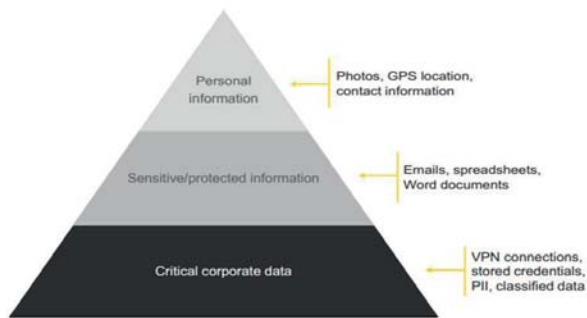 Personal
information
Photos, GPS location,
contact information
Sensitive/protected information
Emails, spreadsheets,
Word documents
Critical corporate data
VPN connections,
stored credentials,
PII, classified data